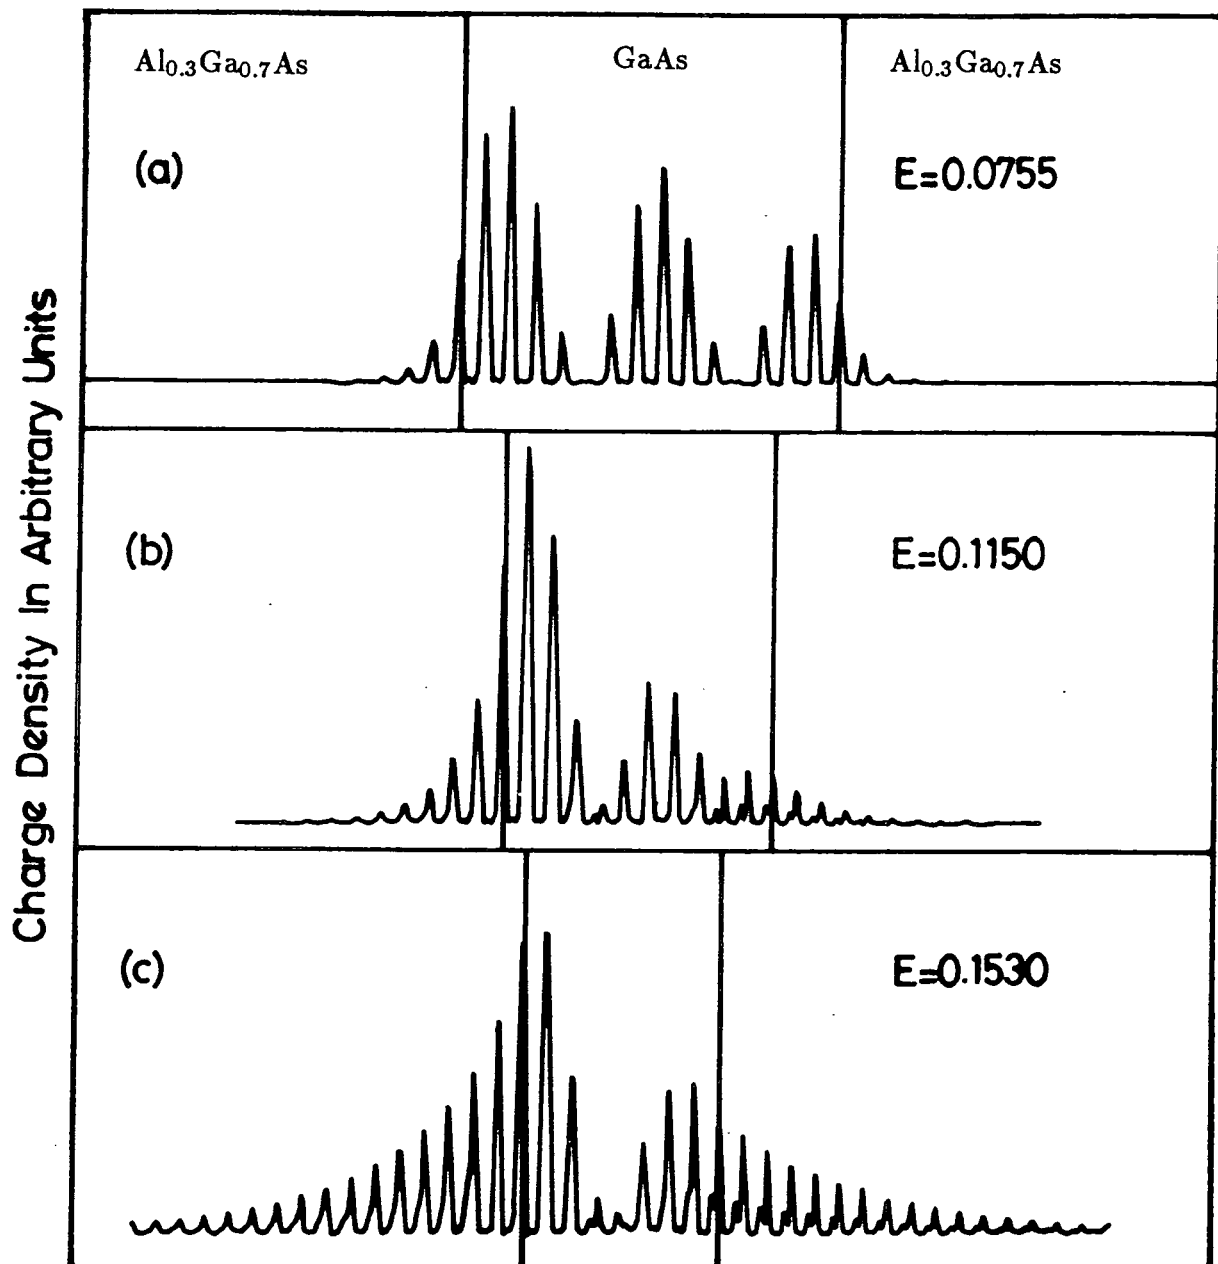 Al₀.₃Ga₀.₇As
GaAs
Al₀.₃Ga₀.₇As
(a)
E=0.0755
Charge Density In Arbitrary Units
(b)
E=0.1150
(c)
E=0.1530